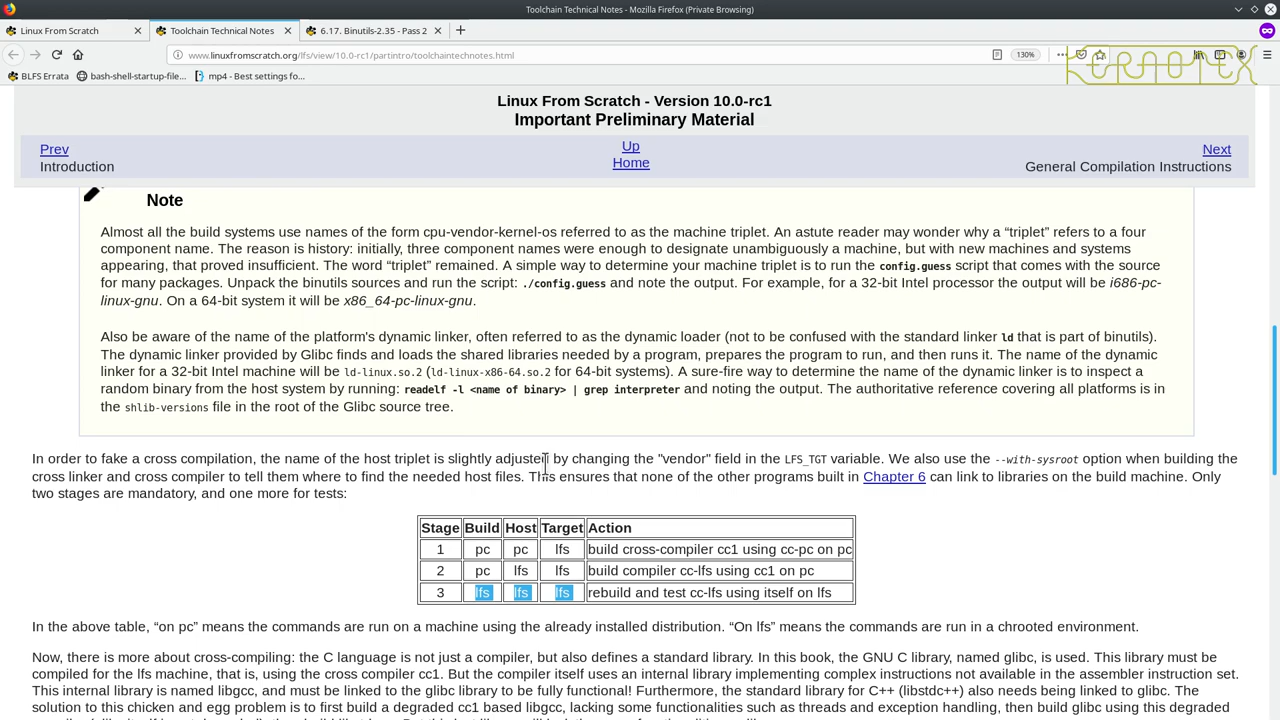 Toolchain Technical Notes - Mozilla Firefox (Private Browsing)
Linux From Scratch
Toolchain Technical Notes
6.17. Binutils-2.35 - Pass 2
www.linuxfromscratch.org/lfs/view/10.0-rc1/partintro/toolchaintechnotes.html
130%
BLFS Errata
bash-shell-startup-file...
mp4 - Best settings fo...
KERNOTEX
Linux From Scratch - Version 10.0-rc1
Important Preliminary Material
Prev
Up
Next
Introduction
Home
General Compilation Instructions
Note
Almost all the build systems use names of the form cpu-vendor-kernel-os referred to as the machine triplet. An astute reader may wonder why a “triplet” refers to a four
component name. The reason is history: initially, three component names were enough to designate unambiguously a machine, but with new machines and systems
appearing, that proved insufficient. The word “triplet” remained. A simple way to determine your machine triplet is to run the config.guess script that comes with the source
for many packages. Unpack the binutils sources and run the script: ./config.guess and note the output. For example, for a 32-bit Intel processor the output will be i686-pc-
linux-gnu. On a 64-bit system it will be x86_64-pc-linux-gnu.
Also be aware of the name of the platform's dynamic linker, often referred to as the dynamic loader (not to be confused with the standard linker ld that is part of binutils).
The dynamic linker provided by Glibc finds and loads the shared libraries needed by a program, prepares the program to run, and then runs it. The name of the dynamic
linker for a 32-bit Intel machine will be ld-linux.so.2 (ld-linux-x86-64.so.2 for 64-bit systems). A sure-fire way to determine the name of the dynamic linker is to inspect a
random binary from the host system by running: readelf -l <name of binary> | grep interpreter and noting the output. The authoritative reference covering all platforms is in
the shlib-versions file in the root of the Glibc source tree.
In order to fake a cross compilation, the name of the host triplet is slightly adjusted by changing the "vendor" field in the LFS_TGT variable. We also use the --with-sysroot option when building the
cross linker and cross compiler to tell them where to find the needed host files. This ensures that none of the other programs built in Chapter 6 can link to libraries on the build machine. Only
two stages are mandatory, and one more for tests:
Stage Build Host Target Action
1 pc pc lfs build cross-compiler cc1 using cc-pc on pc
2 pc lfs lfs build compiler cc-lfs using cc1 on pc
3 lfs lfs lfs rebuild and test cc-lfs using itself on lfs
In the above table, “on pc” means the commands are run on a machine using the already installed distribution. “On lfs” means the commands are run in a chrooted environment.
Now, there is more about cross-compiling: the C language is not just a compiler, but also defines a standard library. In this book, the GNU C library, named glibc, is used. This library must be
compiled for the lfs machine, that is, using the cross compiler cc1. But the compiler itself uses an internal library implementing complex instructions not available in the assembler instruction set.
This internal library is named libgcc, and must be linked to the glibc library to be fully functional! Furthermore, the standard library for C++ (libstdc++) also needs being linked to glibc. The
solution to this chicken and egg problem is to first build a degraded cc1 based libgcc, lacking some functionalities such as threads and exception handling, then build glibc using this degraded